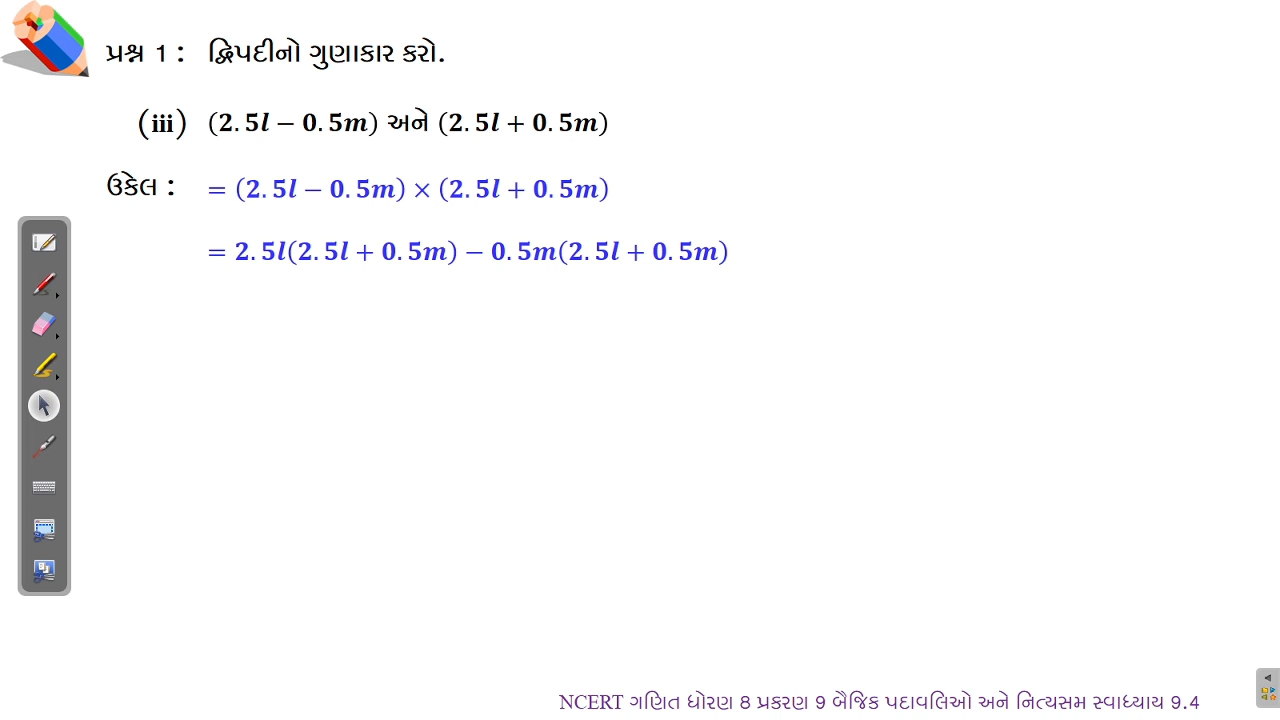 પ્રશ્ન 1 : દ્વિપદીનો ગુણાકાર કરો.
(iii) (2.5l − 0.5m) અને (2.5l + 0.5m)
ઉકેલ : = (2.5l − 0.5m) × (2.5l + 0.5m)
= 2.5l(2.5l + 0.5m) − 0.5m(2.5l + 0.5m)
NCERT ગણિત ધોરણ 8 પ્રકરણ 9 બૈજિક પદાવલિઓ અને નિત્યસમ સ્વાધ્યાય 9.4